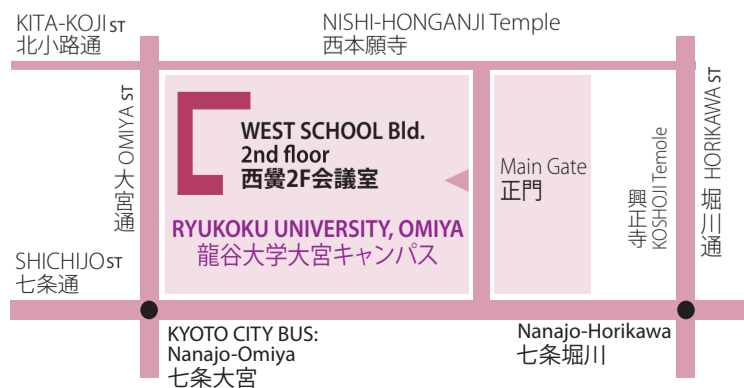 KITA-KOJI ST
北小路通
NISHI-HONGANJI Temple
西本願寺
大宮通 OMIYA ST
WEST SCHOOL Bld.
2nd floor
西黌2F会議室
RYUKOKU UNIVERSITY, OMIYA
龍谷大学大宮キャンパス
Main Gate
正門
興正寺
KOSHOJI Temole
堀川通 HORIKAWA ST
SHICHIJO ST
七条通
KYOTO CITY BUS:
Nanajo-Omiya
七条大宮
Nanajo-Horikawa
七条堀川